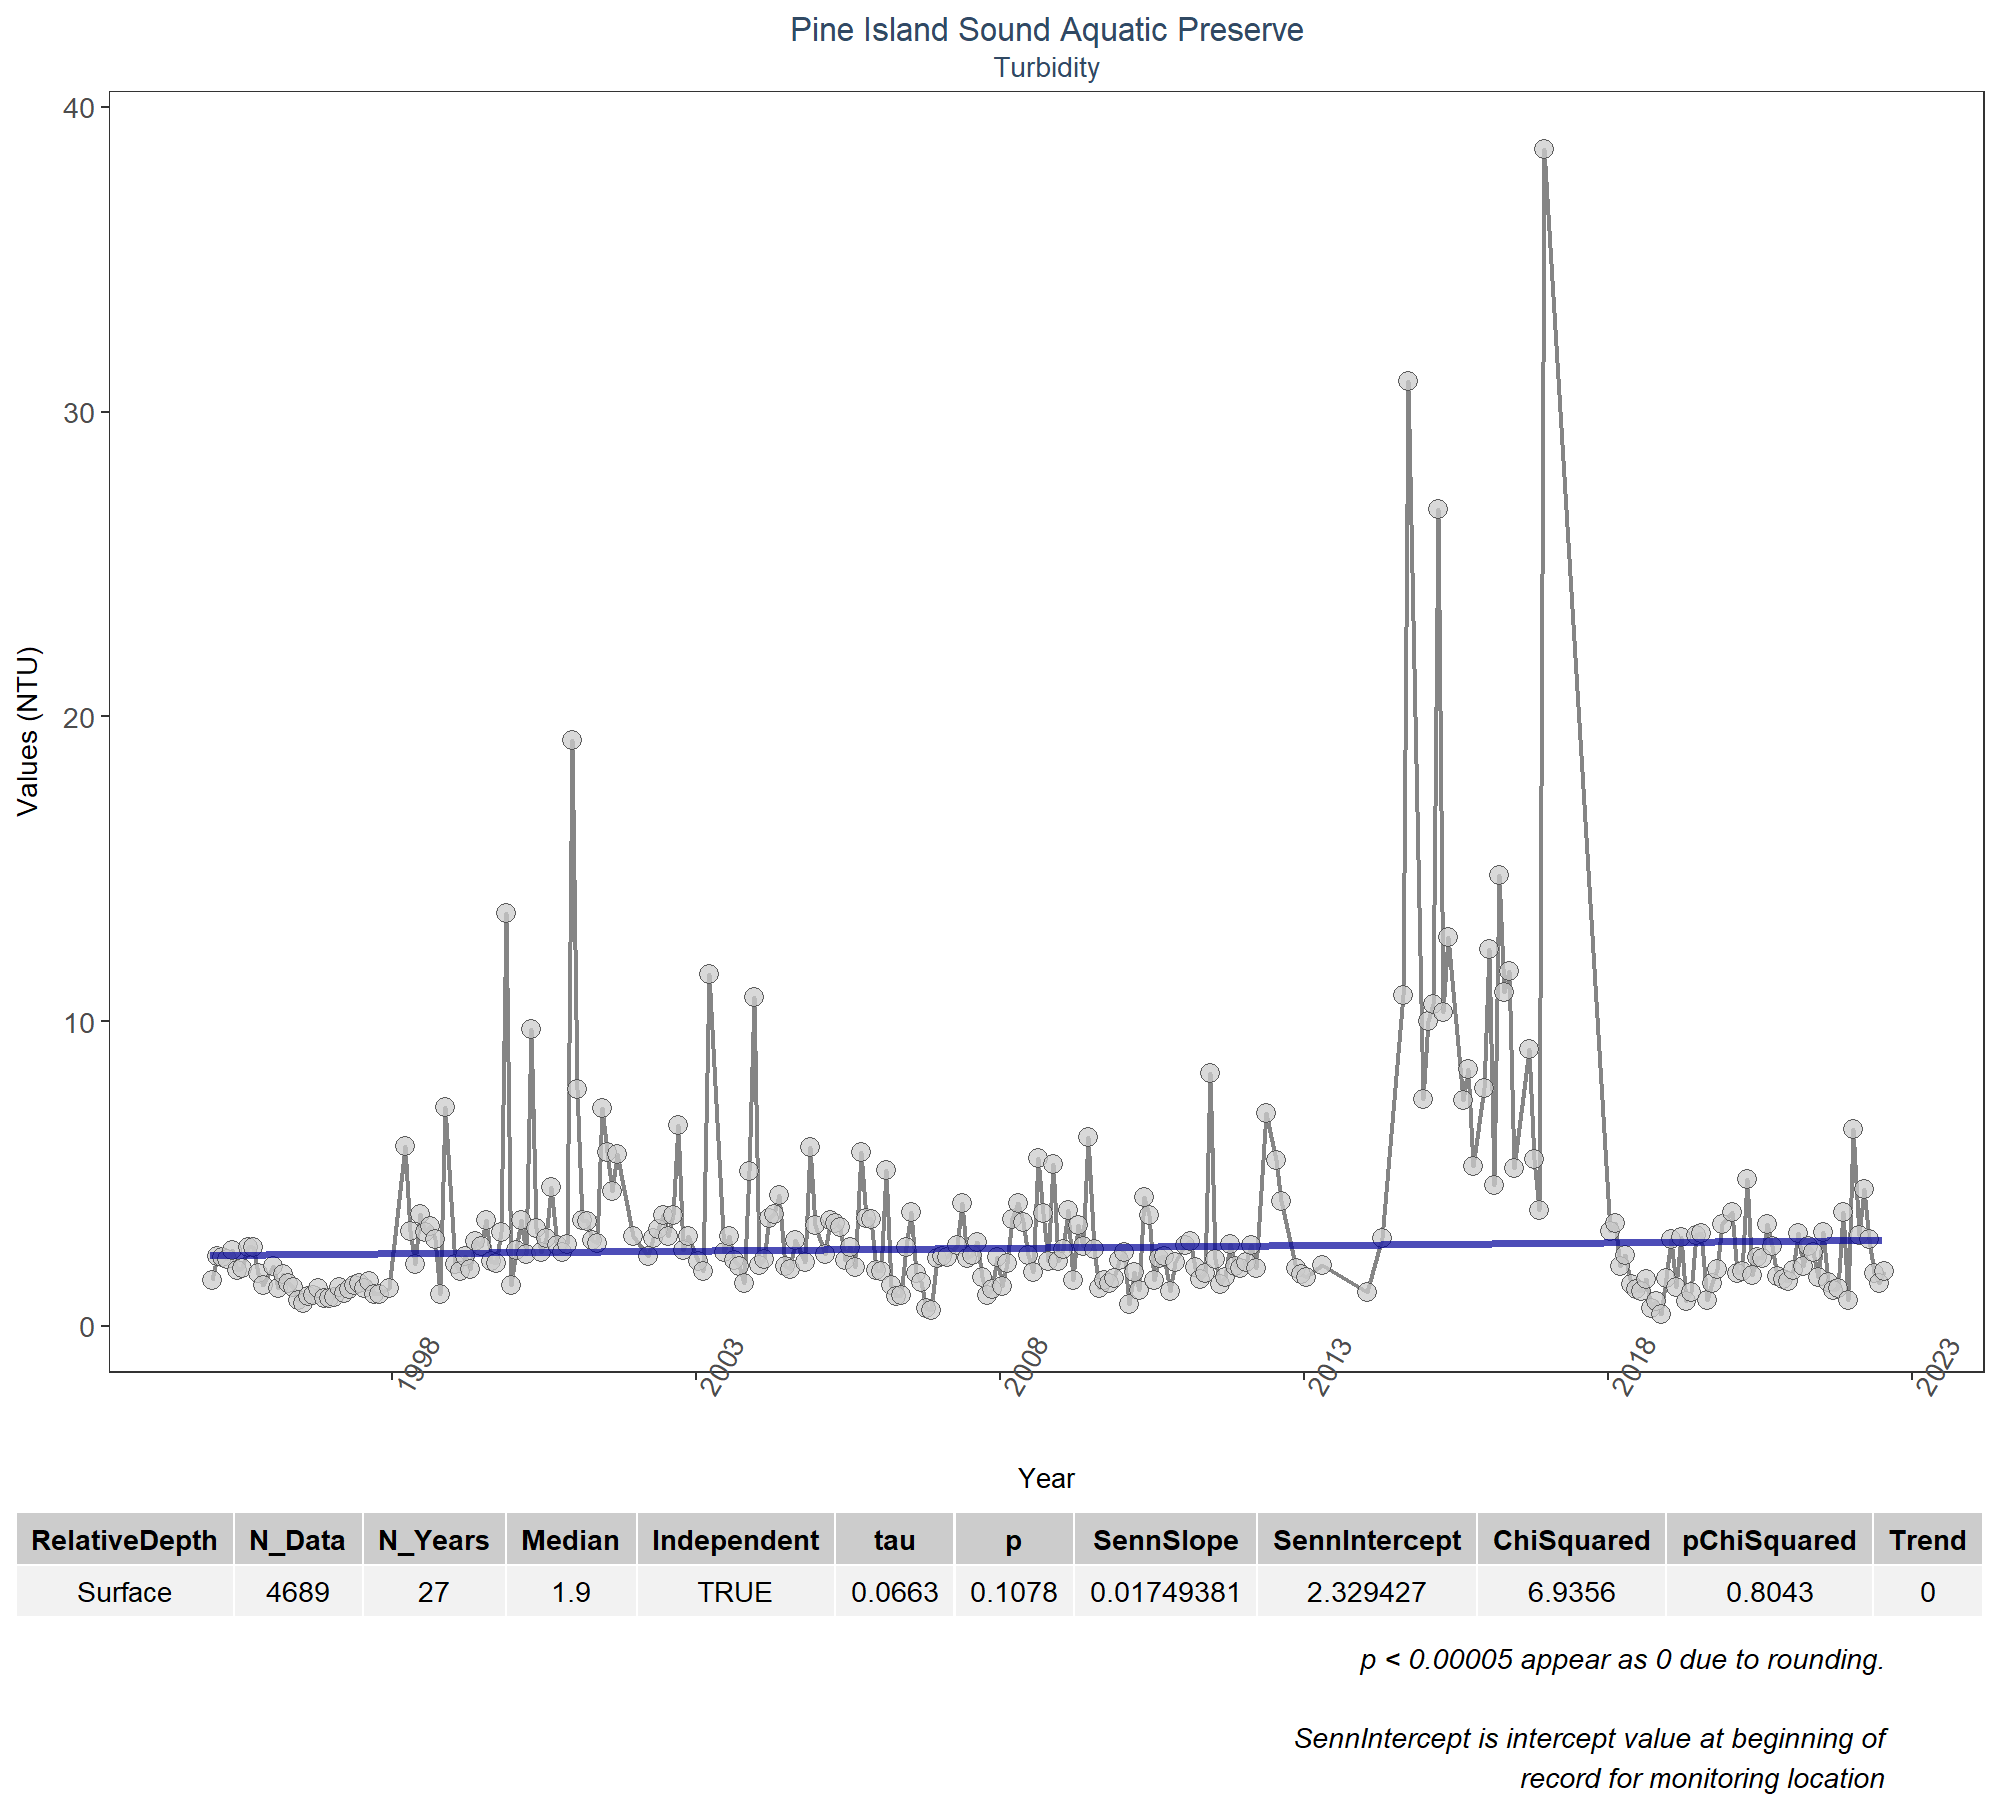 Pine Island Sound Aquatic Preserve
Turbidity
40
30
20
10
0
Values (NTU)
1998
2003
2008
2013
2018
2023
Year
RelativeDepth N_Data N_Years Median Independent tau p SennSlope SennIntercept ChiSquared pChiSquared Trend
Surface 4689 27 1.9 TRUE 0.0663 0.1078 0.01749381 2.329427 6.9356 0.8043 0
p < 0.00005 appear as 0 due to rounding.
SennIntercept is intercept value at beginning of
record for monitoring location